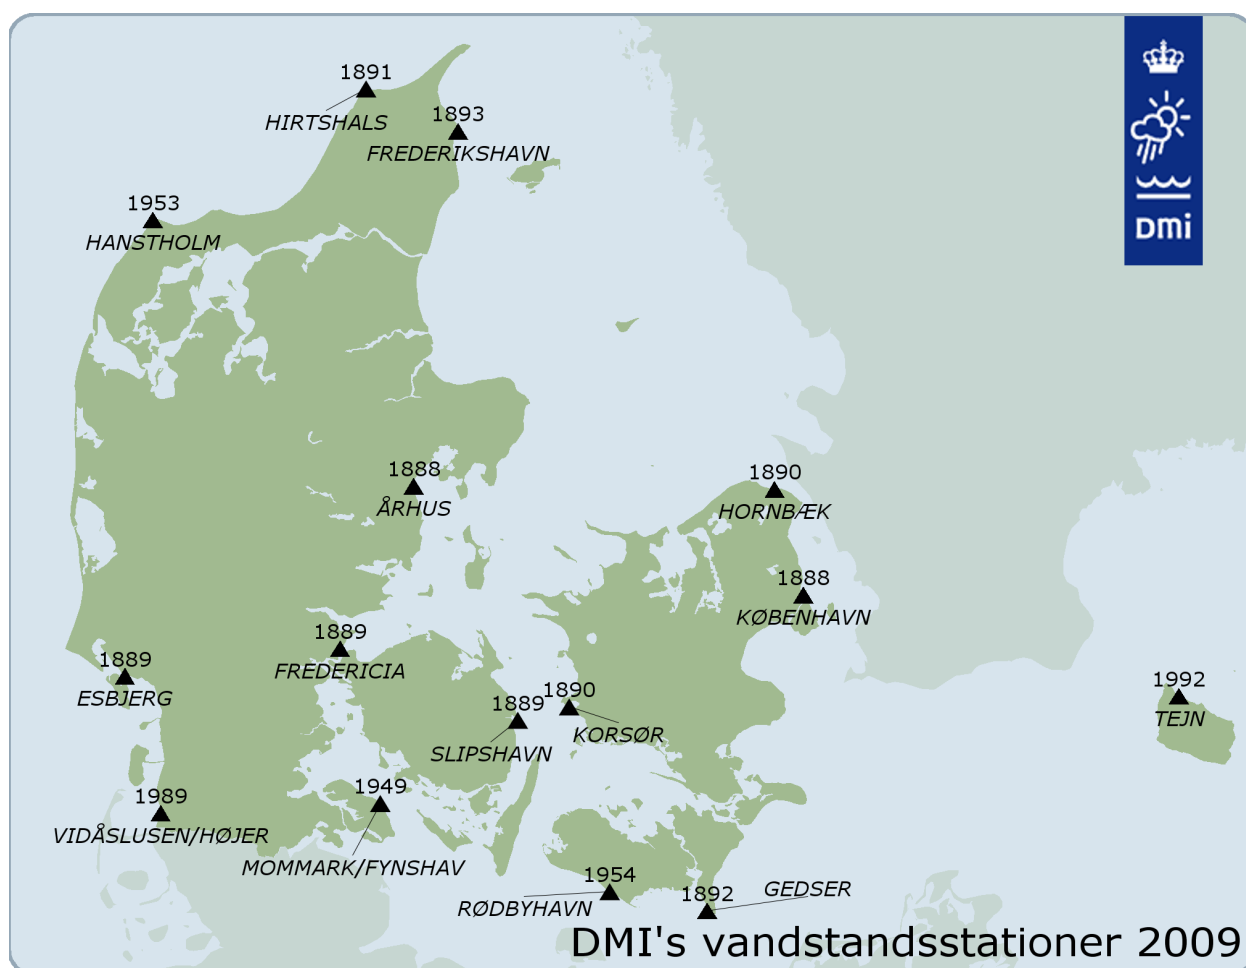 1891
HIRTSHALS
1893
FREDERIKSHAVN
DMI
1953
HANSTHOLM
1888
ÅRHUS
1890
HORNBÆK
1888
KØBENHAVN
1889
FREDERICIA
1889
ESBJERG
1889
SLIPSHAVN
1890
KORSØR
1992
TEJN
1989
VIDÅSLUSEN/HØJER
1949
MOMMARK/FYNSHAV
1954
RØDBYHAVN
1892
GEDSER
DMI's vandstandsstationer 2009